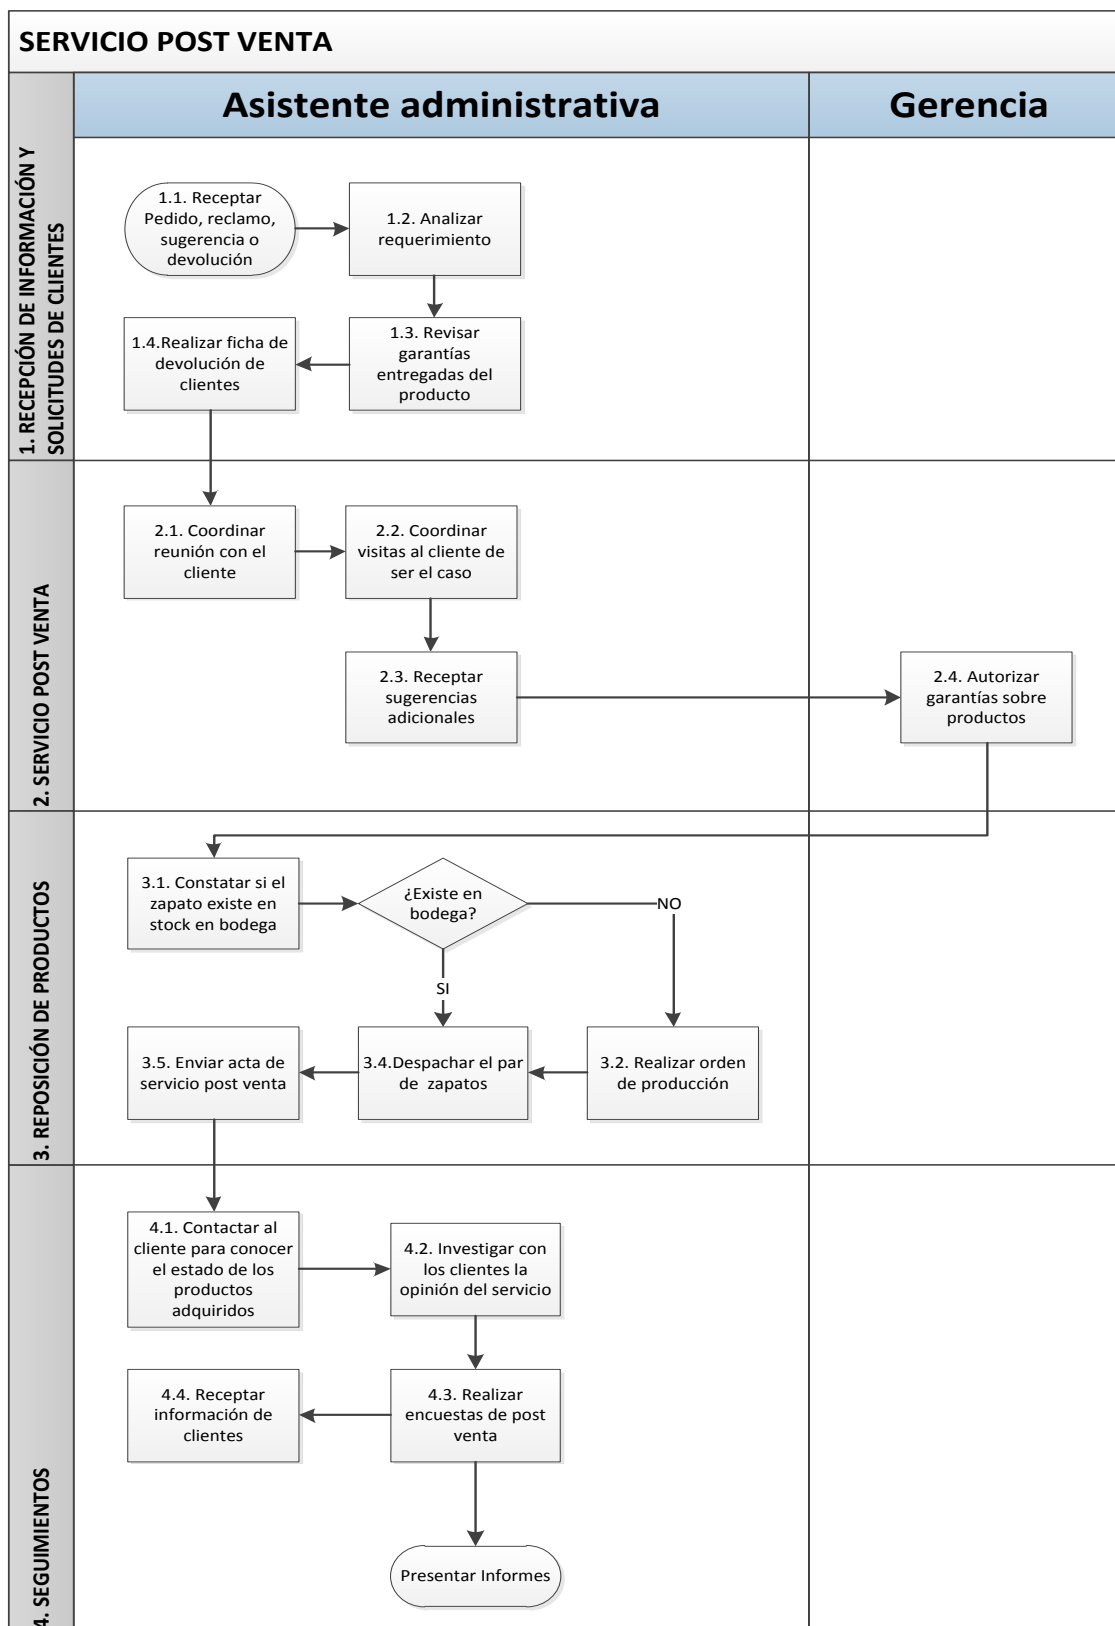 SERVICIO POST VENTA
Asistente administrativa
Gerencia
1. RECEPCIÓN DE INFORMACIÓN Y
SOLICITUDES DE CLIENTES
1.1. Receptar
Pedido, reclamo,
sugerencia o
devolución
1.2. Analizar
requerimiento
1.3. Revisar
garantías
entregadas del
producto
1.4.Realizar ficha de
devolución de
clientes
2. SERVICIO POST VENTA
2.1. Coordinar
reunión con el
cliente
2.2. Coordinar
visitas al cliente de
ser el caso
2.3. Receptar
sugerencias
adicionales
2.4. Autorizar
garantías sobre
productos
3. REPOSICIÓN DE PRODUCTOS
3.1. Constatar si el
zapato existe en
stock en bodega
¿Existe en
bodega?
NO
SI
3.5. Enviar acta de
servicio post venta
3.4.Despachar el par
de zapatos
3.2. Realizar orden
de producción
4. SEGUIMIENTOS
4.1. Contactar al
cliente para conocer
el estado de los
productos
adquiridos
4.2. Investigar con
los clientes la
opinión del servicio
4.4. Receptar
información de
clientes
4.3. Realizar
encuestas de post
venta
Presentar Informes